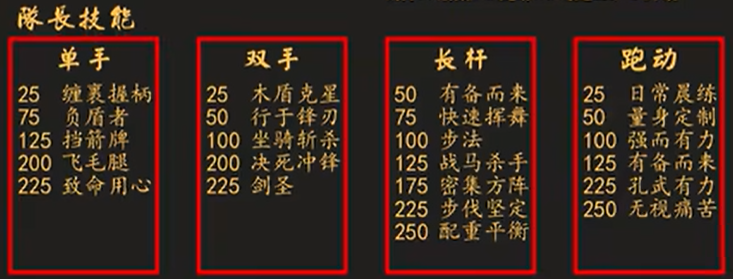 隊長技能
单手
25 缠裹握柄
75 负盾者
125 挡箭牌
200 飞毛腿
225 致命用心
双手
25 木盾克星
50 行于锋刃
100 坐骑斩杀
200 决死冲锋
225 剑圣
长杆
50 有备而来
75 快速挥舞
100 步法
125 战马杀手
175 密集方阵
225 步伐坚定
250 配重平衡
跑动
25 日常晨练
50 量身定制
100 强而有力
125 有备而来
225 孔武有力
250 无视痛苦